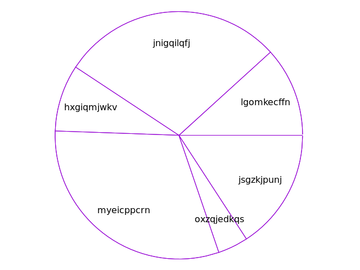 jnigqilqfj
lgomkecffn
hxgiqmjwkv
jsgzkjpunj
myeicppcrn
oxzqjedkqs